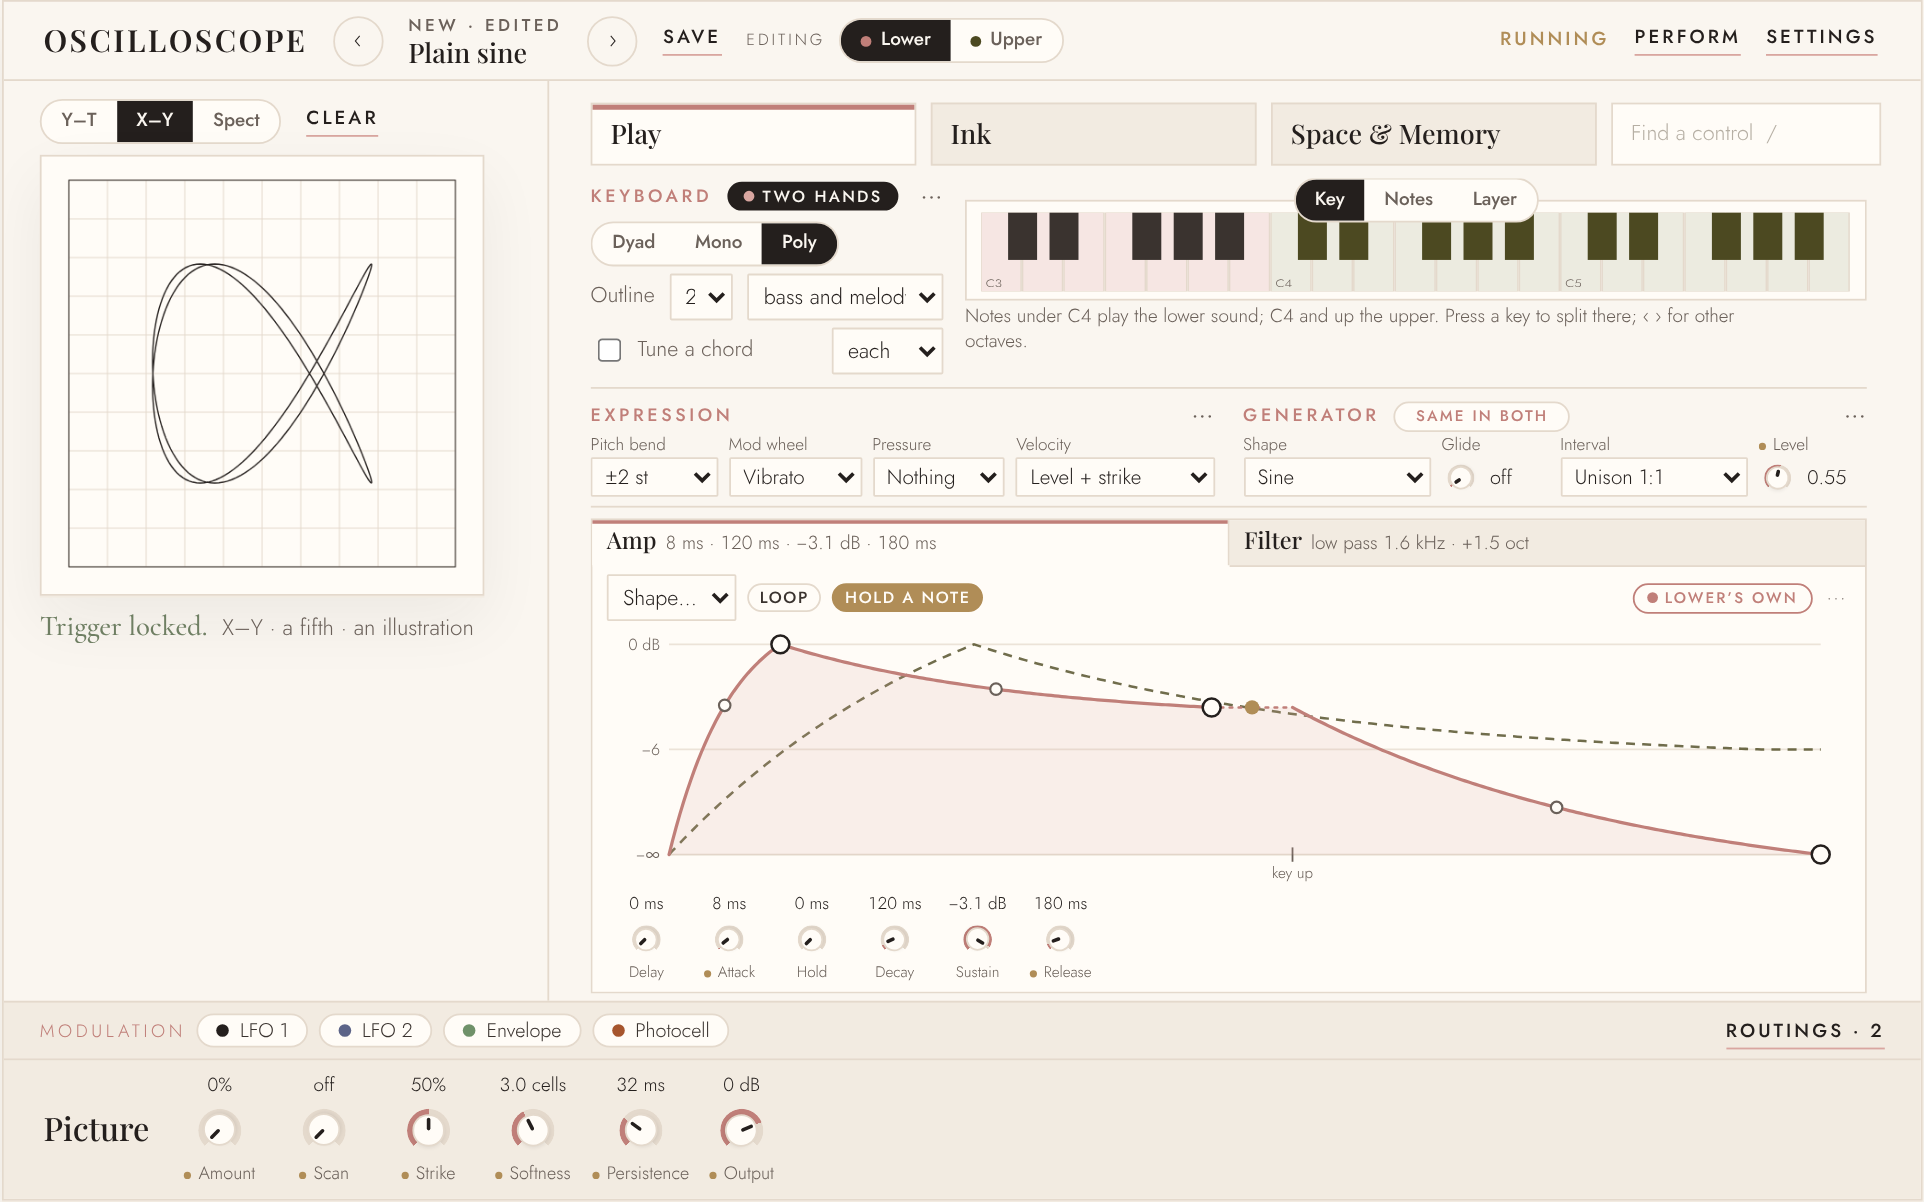 OSCILLOSCOPE
‹
NEW · EDITED
Plain sine
›
SAVE
EDITING
Lower
Upper
RUNNING
PERFORM
SETTINGS
Y–T
X–Y
Spect
CLEAR
Trigger locked. X–Y · a fifth · an illustration
Play
Ink
Space & Memory
Find a control /
KEYBOARD
TWO HANDS
...
Dyad
Mono
Poly
Outline
2
bass and melod
Tune a chord
each
Key
Notes
Layer
C3
C4
C5
Notes under C4 play the lower sound; C4 and up the upper. Press a key to split there; ‹ › for other
octaves.
EXPRESSION
...
Pitch bend
Mod wheel
Pressure
Velocity
±2 st
Vibrato
Nothing
Level + strike
GENERATOR
SAME IN BOTH
...
Shape
Glide
Interval
Level
Sine
off
Unison 1:1
0.55
Amp 8 ms · 120 ms · −3.1 dB · 180 ms
Filter low pass 1.6 kHz · +1.5 oct
Shape...
LOOP
HOLD A NOTE
LOWER'S OWN
...
0 dB
−6
−∞
key up
0 ms
8 ms
0 ms
120 ms
−3.1 dB
180 ms
Delay
Attack
Hold
Decay
Sustain
Release
MODULATION
LFO 1
LFO 2
Envelope
Photocell
ROUTINGS · 2
Picture
0%
off
50%
3.0 cells
32 ms
0 dB
Amount
Scan
Strike
Softness
Persistence
Output